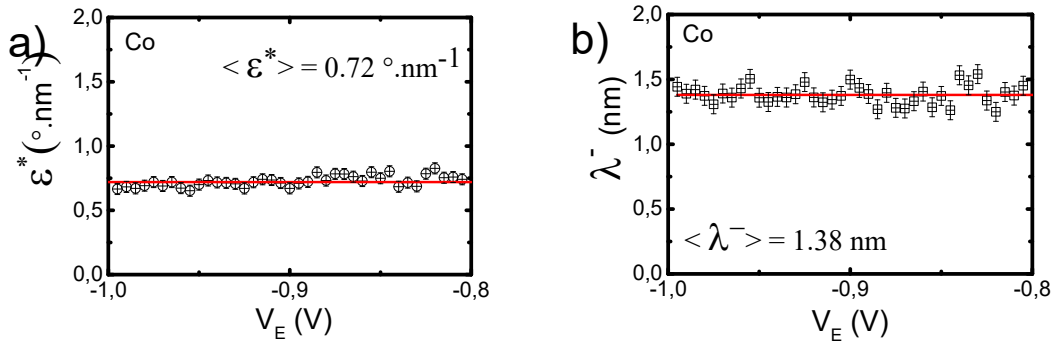 a)
Co
< ε* > = 0.72 °.nm⁻¹
ε* (°.nm⁻¹)
2,0
1,5
1,0
0,5
0,0
-1,0 -0,9 -0,8
V_E (V)
b)
Co
< λ⁻ > = 1.38 nm
λ⁻ (nm)
2,0
1,5
1,0
0,5
0,0
-1,0 -0,9 -0,8
V_E (V)